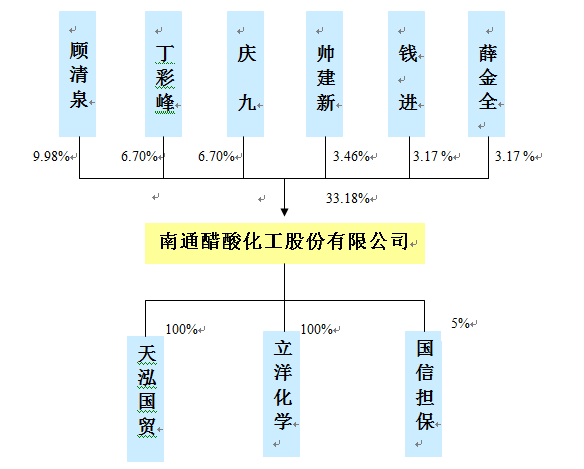 顾清泉
丁彩峰
庆九
帅建新
钱进
薛金全
9.98%
6.70%
6.70%
3.46%
3.17 %
3.17 %
33.18%
南通醋酸化工股份有限公司
100%
100%
5%
天泓国贸
立洋化学
国信担保